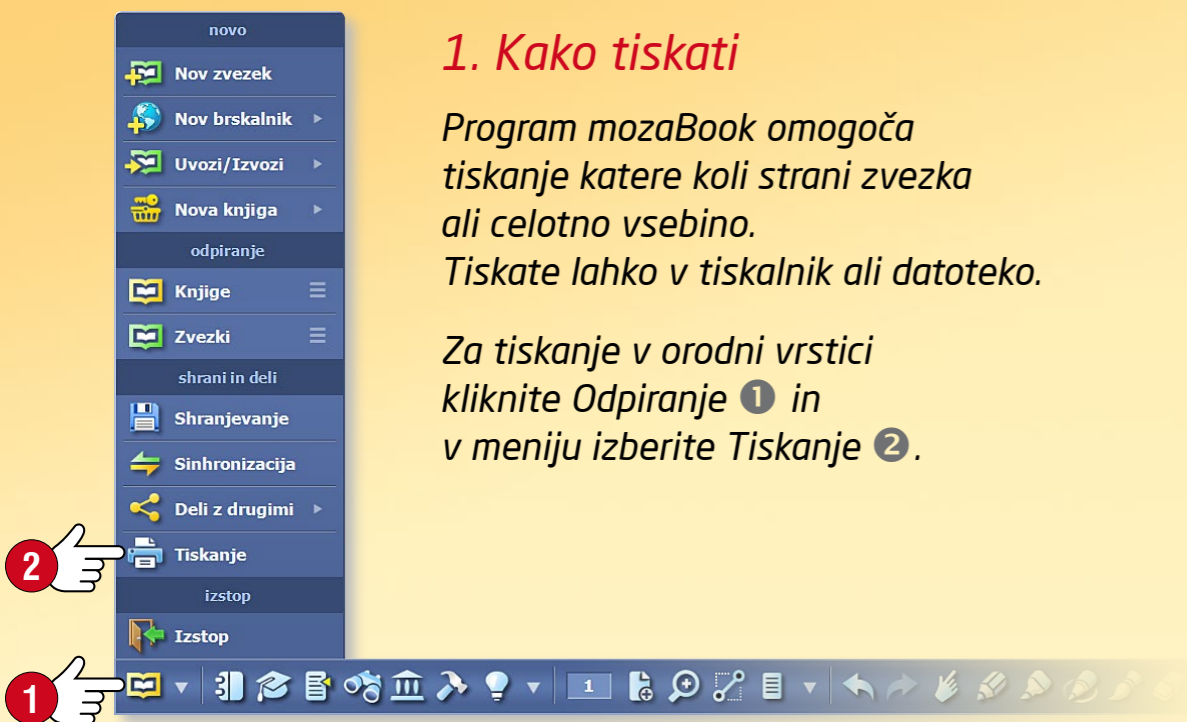 novo
Nov zvezek
Nov brskalnik
Uvozi/Izvozi
Nova knjiga
odpiranje
Knjige
Zvezki
shrani in deli
Shranjevanje
Sinhronizacija
Deli z drugimi
2
Tiskanje
izstop
Izstop
1
1
1. Kako tiskati
Program mozaBook omogoča
tiskanje katere koli strani zvezka
ali celotno vsebino.
Tiskate lahko v tiskalnik ali datoteko.
Za tiskanje v orodni vrstici
kliknite Odpiranje ❶ in
v meniju izberite Tiskanje ❷.